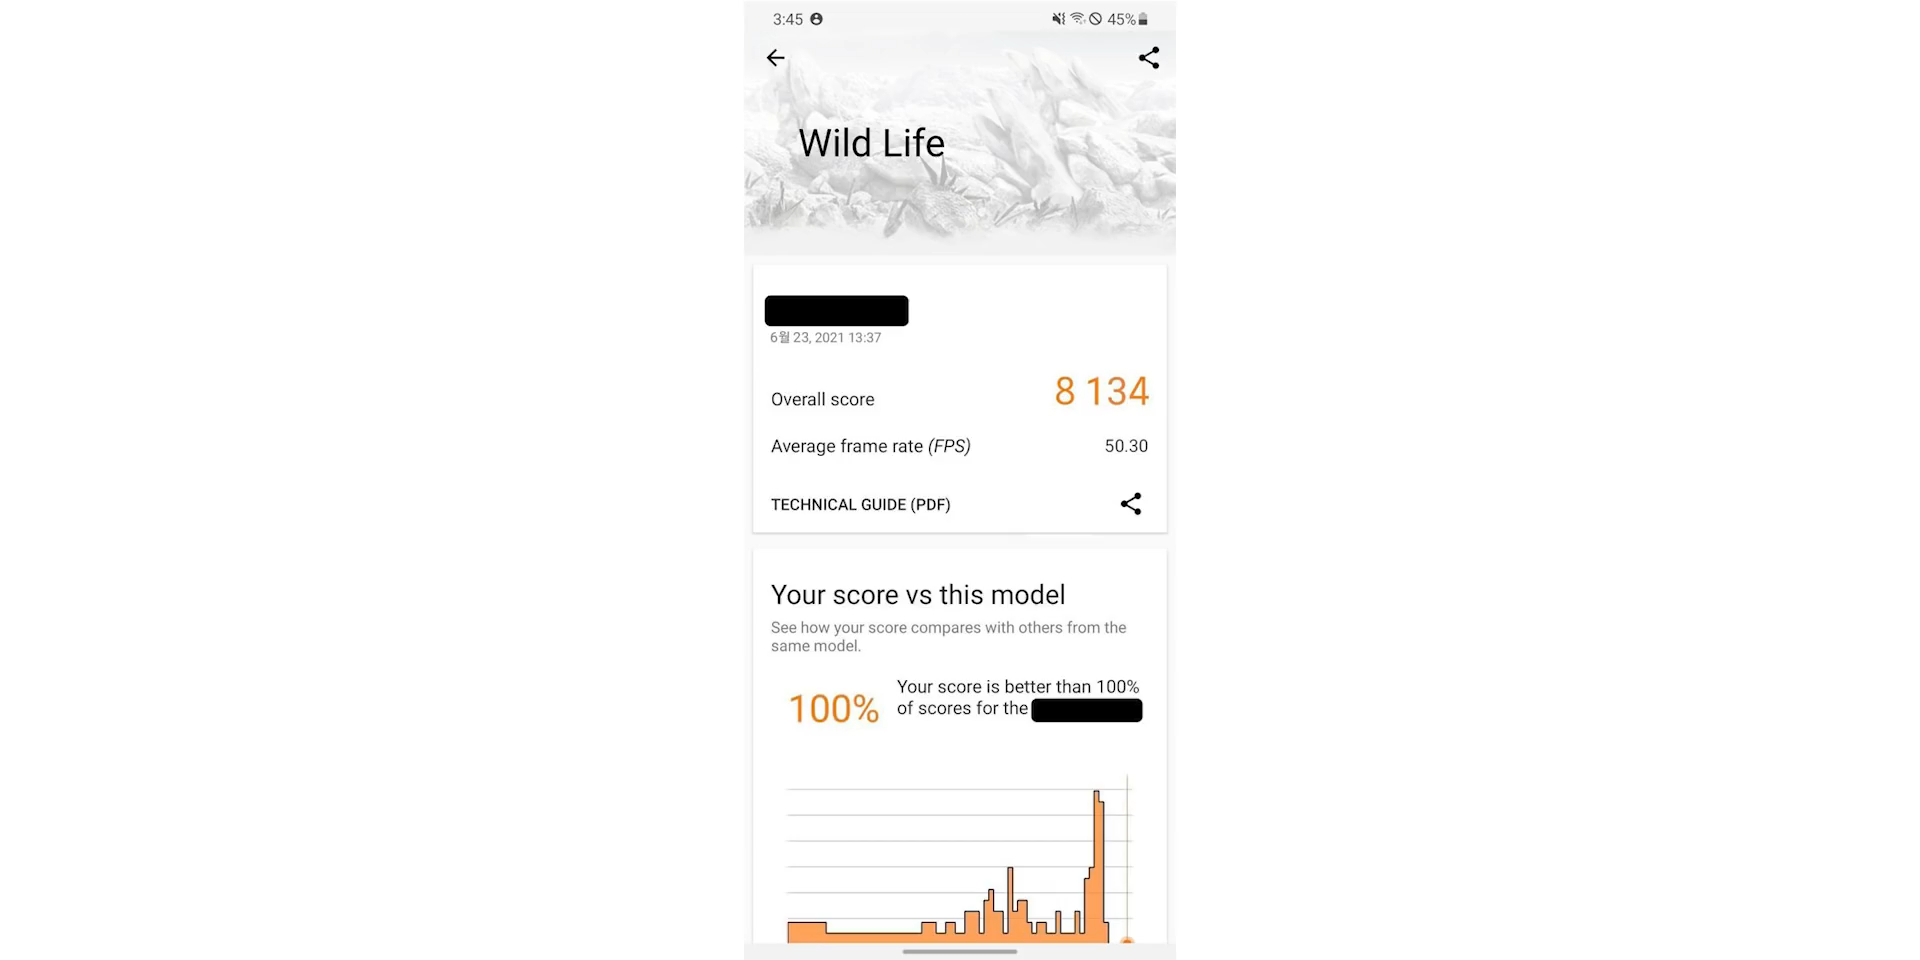 3:45
45%
Wild Life
6월 23, 2021 13:37
Overall score 8 134
Average frame rate (FPS) 50.30
TECHNICAL GUIDE (PDF)
Your score vs this model
See how your score compares with others from the
same model.
100%
Your score is better than 100%
of scores for the